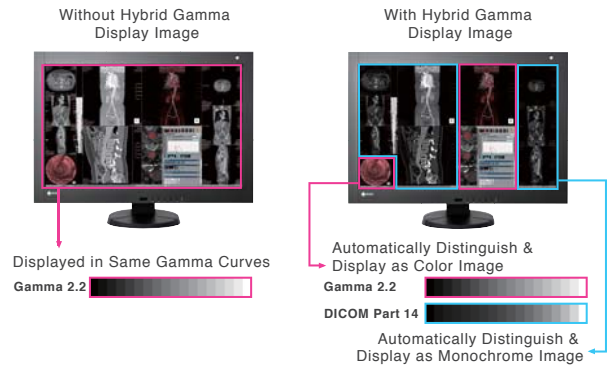 Without Hybrid Gamma
Display Image
With Hybrid Gamma
Display Image
Displayed in Same Gamma Curves
Gamma 2.2
Automatically Distinguish &
Display as Color Image
Gamma 2.2
DICOM Part 14
Automatically Distinguish &
Display as Monochrome Image